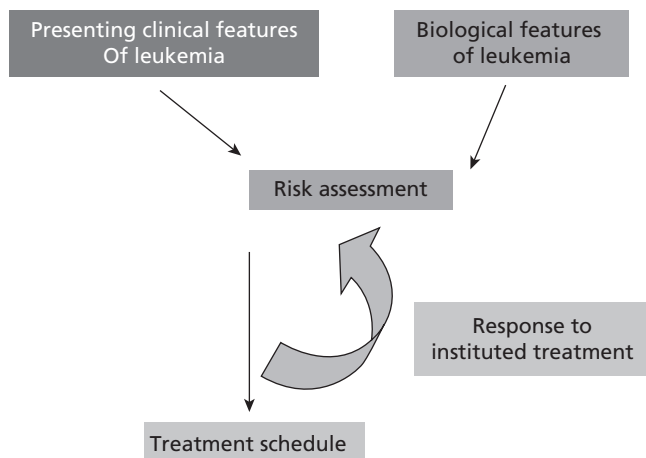 Presenting clinical features
Of leukemia
Biological features
of leukemia
Risk assessment
Response to
instituted treatment
Treatment schedule